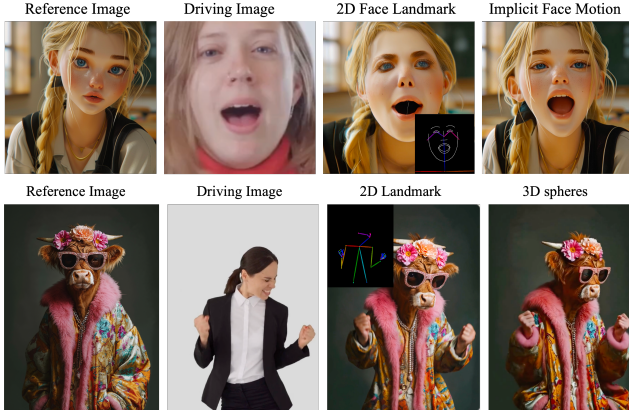 Reference Image
Driving Image
2D Face Landmark
Implicit Face Motion
Reference Image
Driving Image
2D Landmark
3D spheres